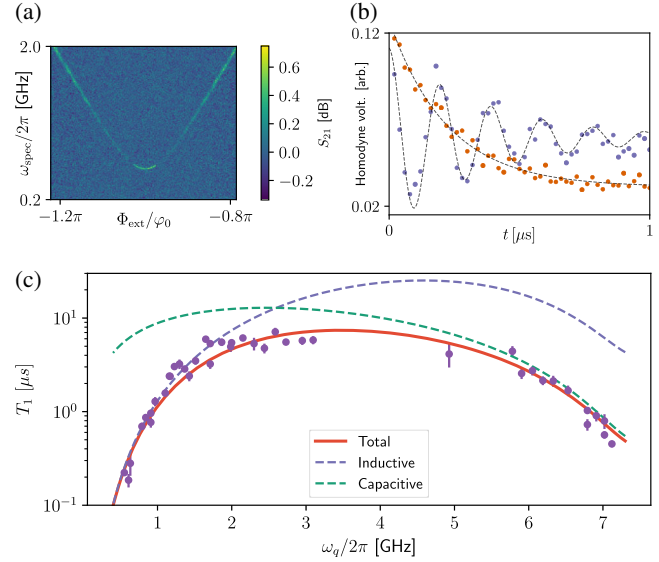 (a)
2.0
ω_spec/2π [GHz]
0.2
−1.2π
Φ_ext/φ_0
−0.8π
0.6
0.4
0.2
0.0
−0.2
S_21 [dB]
(b)
0.12
Homodyne volt. [arb.]
0.02
0
t [μs]
1
(c)
10^1
10^0
10^−1
T_1 [μs]
Total
Inductive
Capacitive
1
2
3
4
5
6
7
ω_q/2π [GHz]